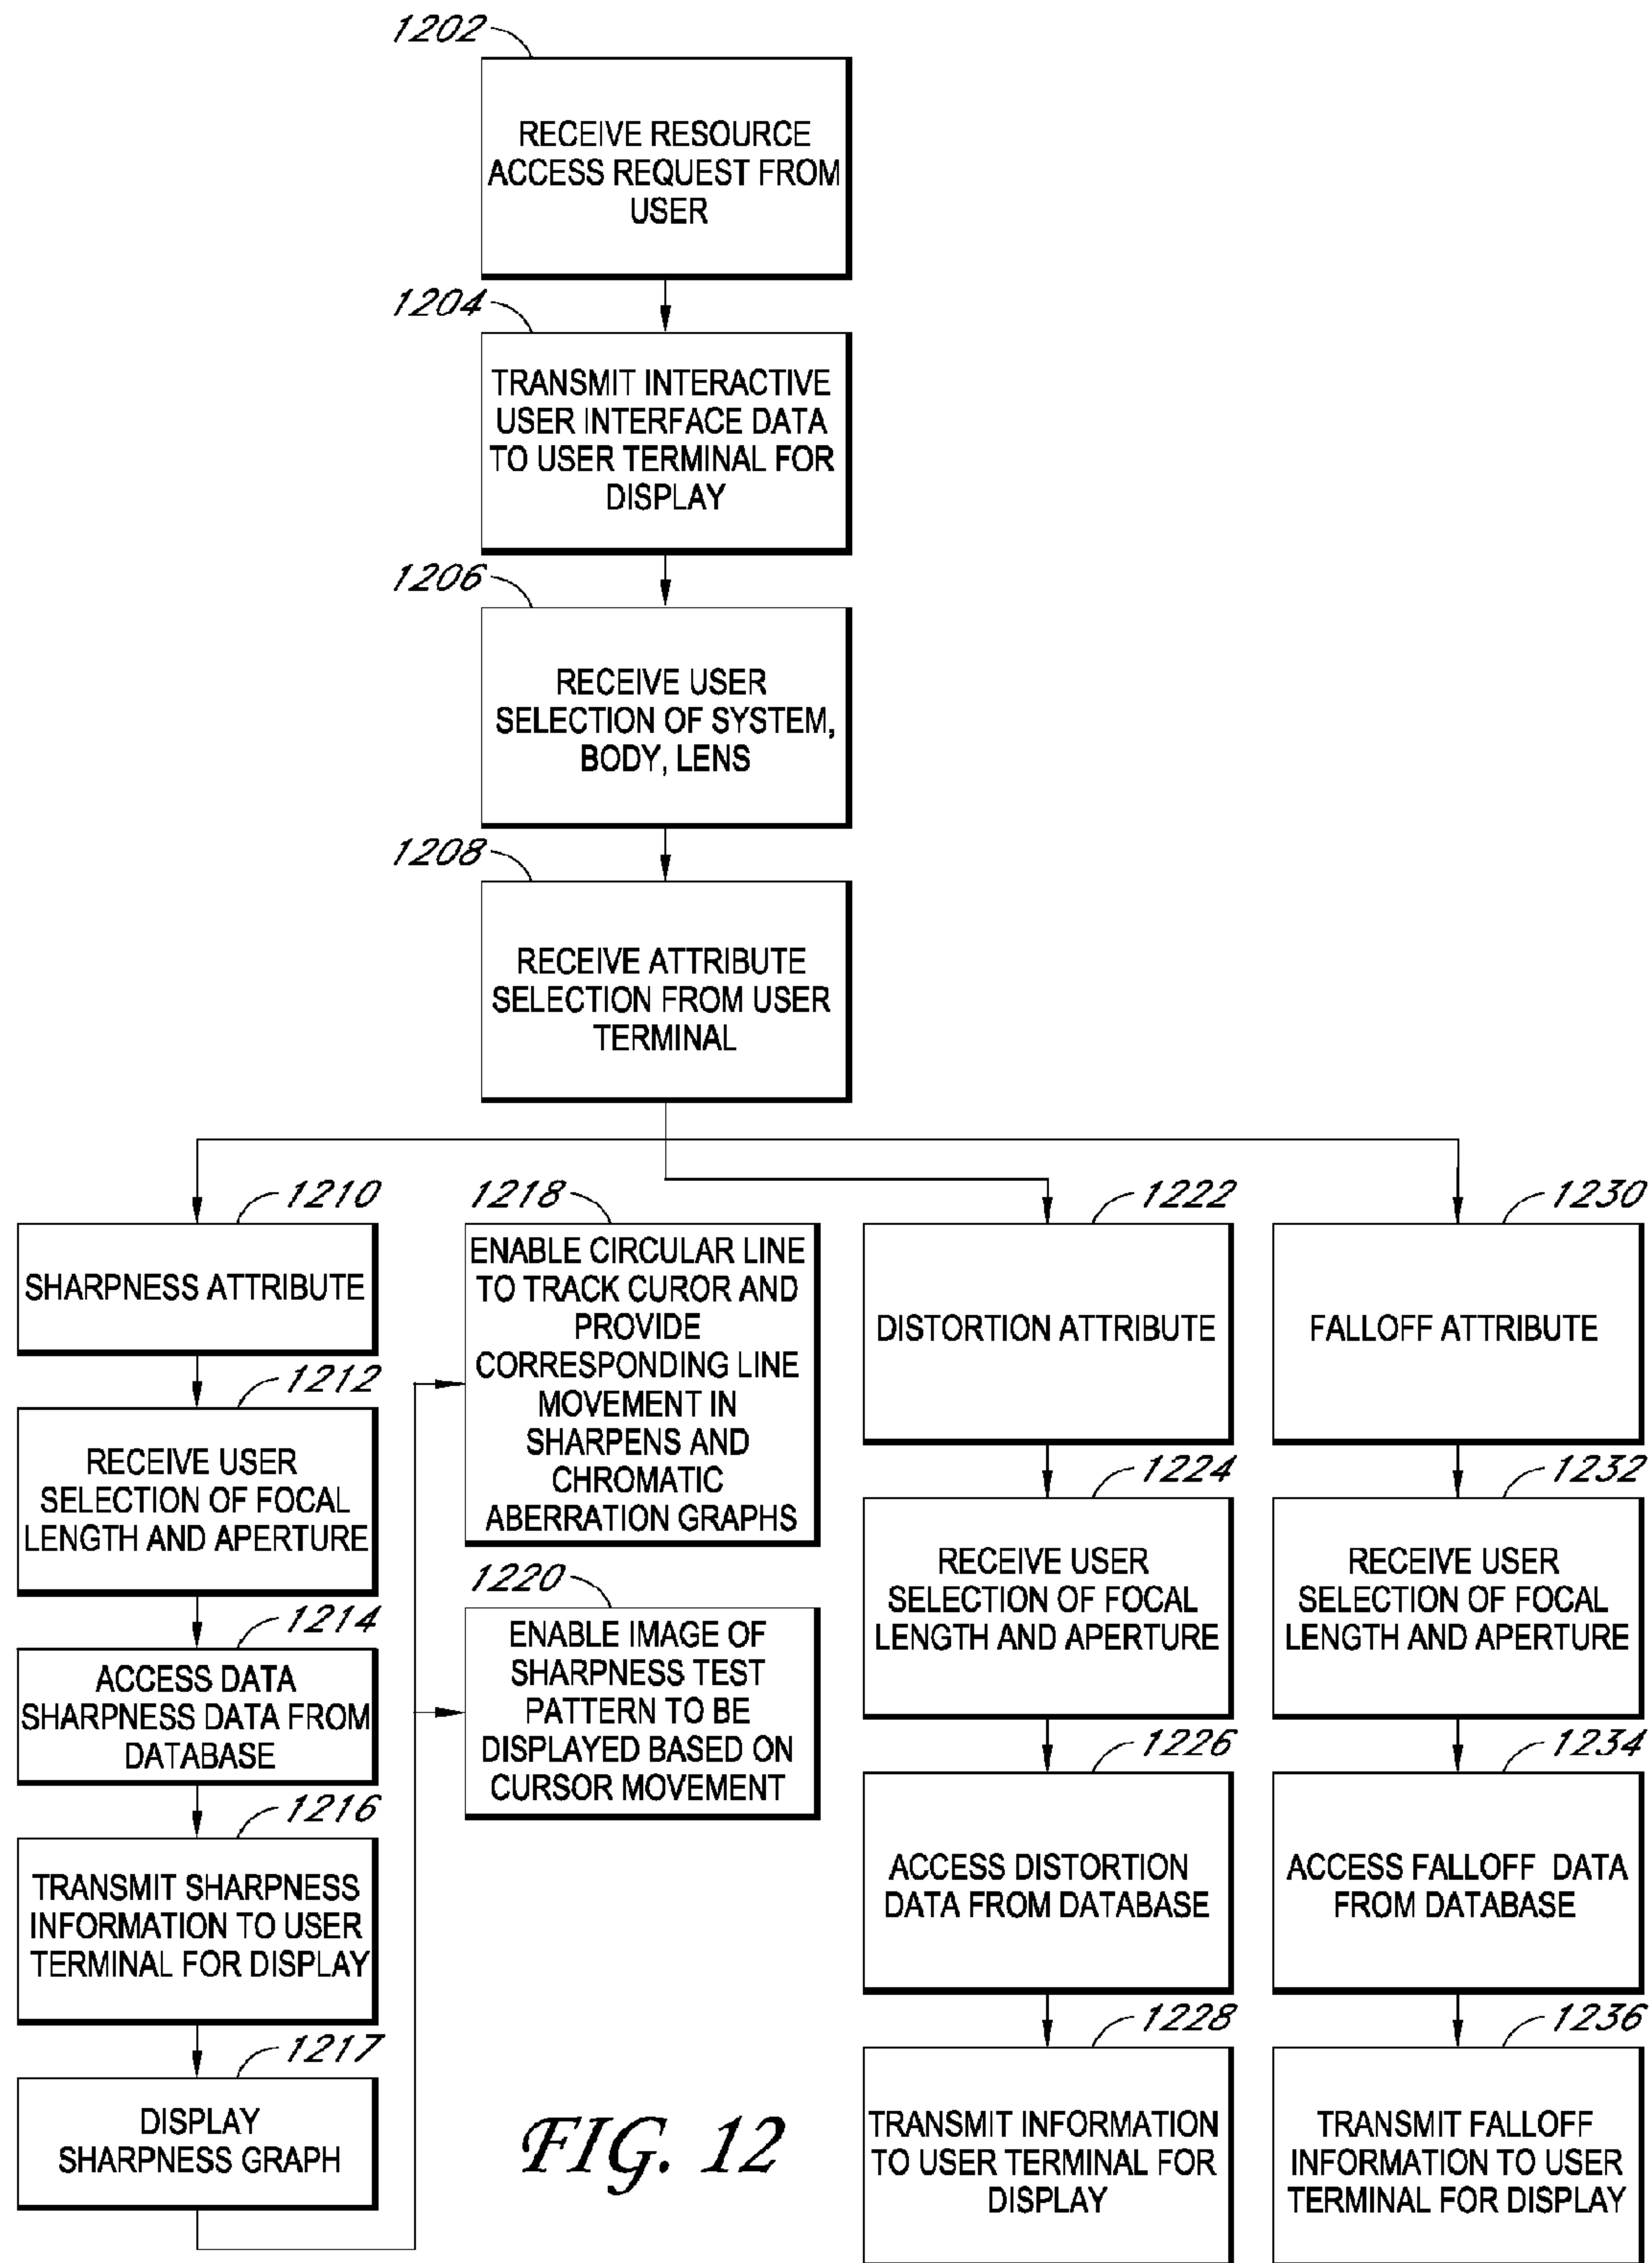 1202
RECEIVE RESOURCE
ACCESS REQUEST FROM
USER
1204
TRANSMIT INTERACTIVE
USER INTERFACE DATA
TO USER TERMINAL FOR
DISPLAY
1206
RECEIVE USER
SELECTION OF SYSTEM,
BODY, LENS
1208
RECEIVE ATTRIBUTE
SELECTION FROM USER
TERMINAL
1210
SHARPNESS ATTRIBUTE
1212
RECEIVE USER
SELECTION OF FOCAL
LENGTH AND APERTURE
1214
ACCESS DATA
SHARPNESS DATA FROM
DATABASE
1216
TRANSMIT SHARPNESS
INFORMATION TO USER
TERMINAL FOR DISPLAY
1217
DISPLAY
SHARPNESS GRAPH
1218
ENABLE CIRCULAR LINE
TO TRACK CUROR AND
PROVIDE
CORRESPONDING LINE
MOVEMENT IN
SHARPENS AND
CHROMATIC
ABERRATION GRAPHS
1220
ENABLE IMAGE OF
SHARPNESS TEST
PATTERN TO BE
DISPLAYED BASED ON
CURSOR MOVEMENT
1222
DISTORTION ATTRIBUTE
1224
RECEIVE USER
SELECTION OF FOCAL
LENGTH AND APERTURE
1226
ACCESS DISTORTION
DATA FROM DATABASE
1228
TRANSMIT INFORMATION
TO USER TERMINAL FOR
DISPLAY
1230
FALLOFF ATTRIBUTE
1232
RECEIVE USER
SELECTION OF FOCAL
LENGTH AND APERTURE
1234
ACCESS FALLOFF DATA
FROM DATABASE
1236
TRANSMIT FALLOFF
INFORMATION TO USER
TERMINAL FOR DISPLAY
FIG. 12